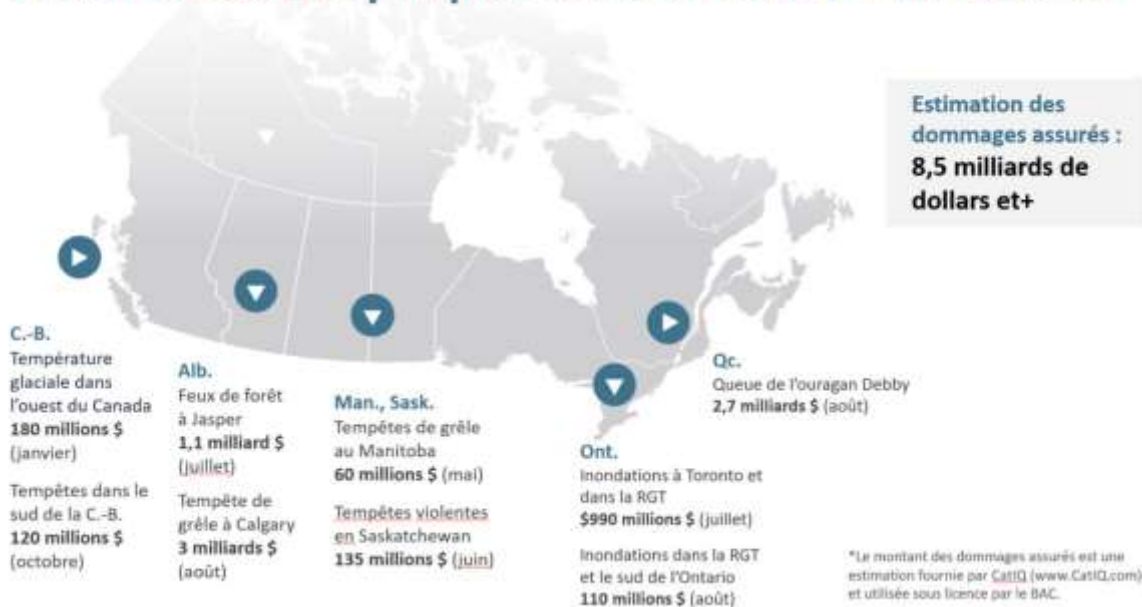 Estimation des
dommages assurés :
8,5 milliards de
dollars et+
C.-B.
Température
glaciale dans
l'ouest du Canada
180 millions $
(janvier)
Tempêtes dans le
sud de la C.-B.
120 millions $
(octobre)
Alb.
Feux de forêt
à Jasper
1,1 milliard $
(juillet)
Tempête de
grêle à Calgary
3 milliards $
(août)
Man., Sask.
Tempêtes de grêle
au Manitoba
60 millions $ (mai)
Tempêtes violentes
en Saskatchewan
135 millions $ (juin)
Ont.
Inondations à Toronto et
dans la RGT
$990 millions $ (juillet)
Inondations dans la RGT
et le sud de l'Ontario
110 millions $ (août)
Qc.
Queue de l'ouragan Debby
2,7 milliards $ (août)
*Le montant des dommages assurés est une
estimation fournie par CatIQ (www.CatIQ.com)
et utilisée sous licence par le BAC.